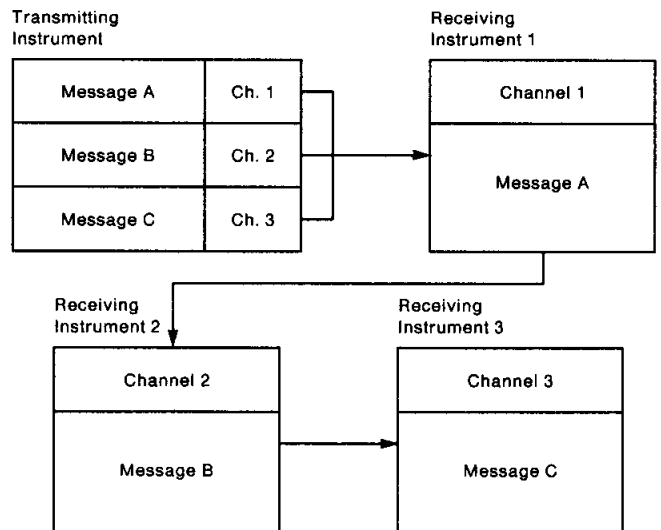 Transmitting
Instrument
Receiving
Instrument 1
Message A
Ch. 1
Message B
Ch. 2
Message C
Ch. 3
Channel 1
Message A
Receiving
Instrument 2
Receiving
Instrument 3
Channel 2
Message B
Channel 3
Message C